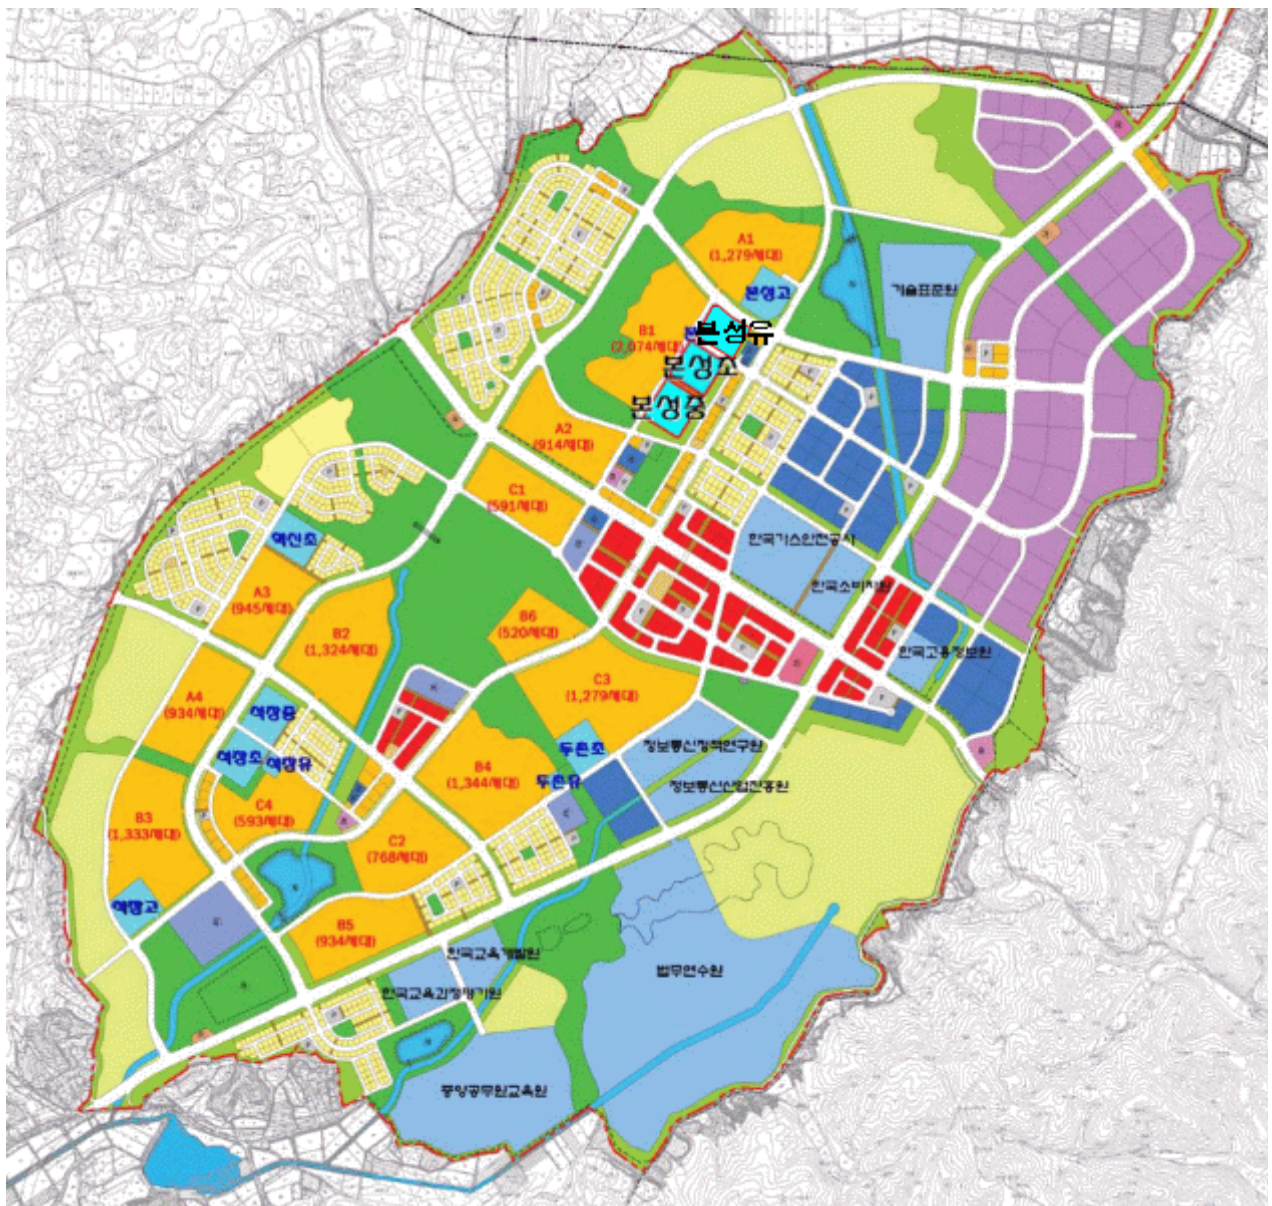 A1
(1,279세대)
본성고
기술표준원
B1
(2,074세대)
본성유
본성초
본성중
A2
(914세대)
C1
(591세대)
혁신초
한국가스안전공사
한국소비자원
A3
(945세대)
B2
(1,324세대)
B6
(520세대)
한국고용정보원
C3
(1,279세대)
A4
(934세대)
석장중
석장초
석장유
두촌초
정보통신정책연구원
B4
(1,344세대)
두촌유
정보통신산업진흥원
B3
(1,333세대)
C4
(593세대)
C2
(768세대)
석장고
B5
(934세대)
한국교육개발원
한국교육과정평가원
법무연수원
중앙공무원교육원